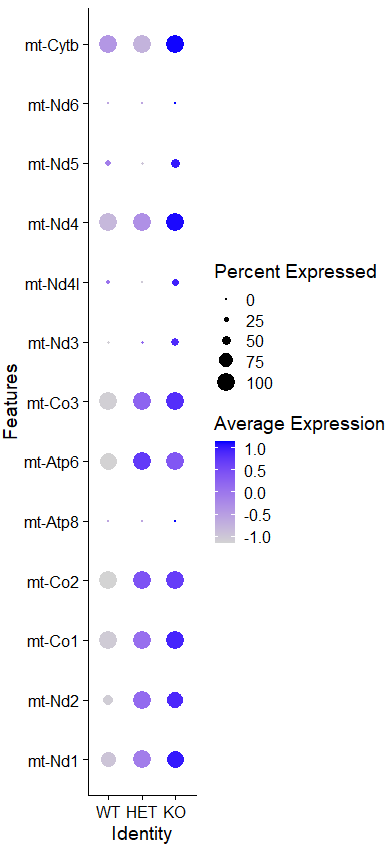 mt-Cytb
mt-Nd6
mt-Nd5
mt-Nd4
mt-Nd4l
mt-Nd3
mt-Co3
mt-Atp6
mt-Atp8
mt-Co2
mt-Co1
mt-Nd2
mt-Nd1
Features
WT HET KO
Identity
Percent Expressed
0
25
50
75
100
Average Expression
1.0
0.5
0.0
-0.5
-1.0